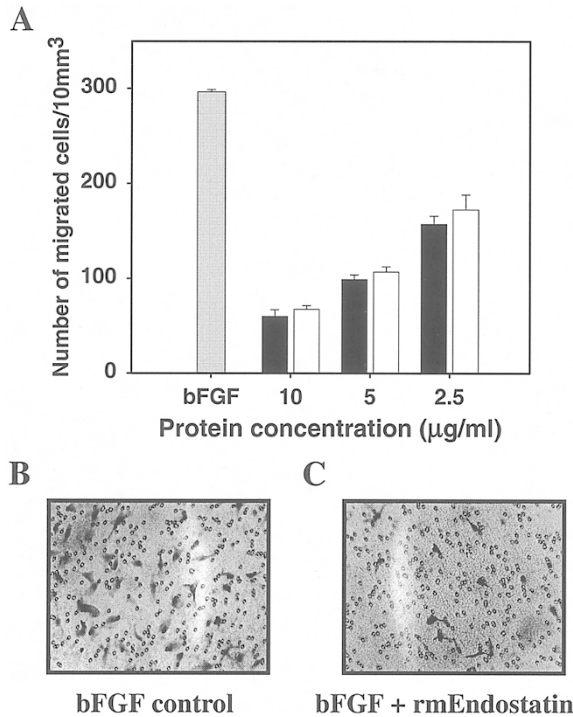 A
Number of migrated cells/10mm³
300
200
100
0
bFGF 10 5 2.5
Protein concentration (µg/ml)
B C
bFGF control bFGF + rmEndostatin